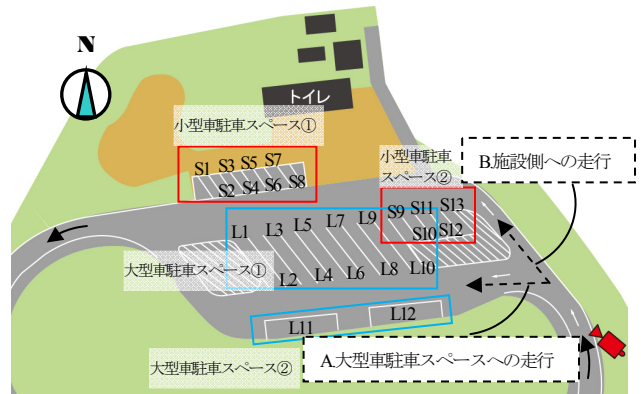 N
トイレ
小型車駐車スペース①
小型車駐車
スペース②
B.施設側への走行
S1 S3 S5 S7
S2 S4 S6 S8
S9 S11 S13
S10 S12
L1 L3 L5 L7 L9
大型車駐車スペース①
L2 L4 L6 L8 L10
L11 L12
大型車駐車スペース②
A.大型車駐車スペースへの走行